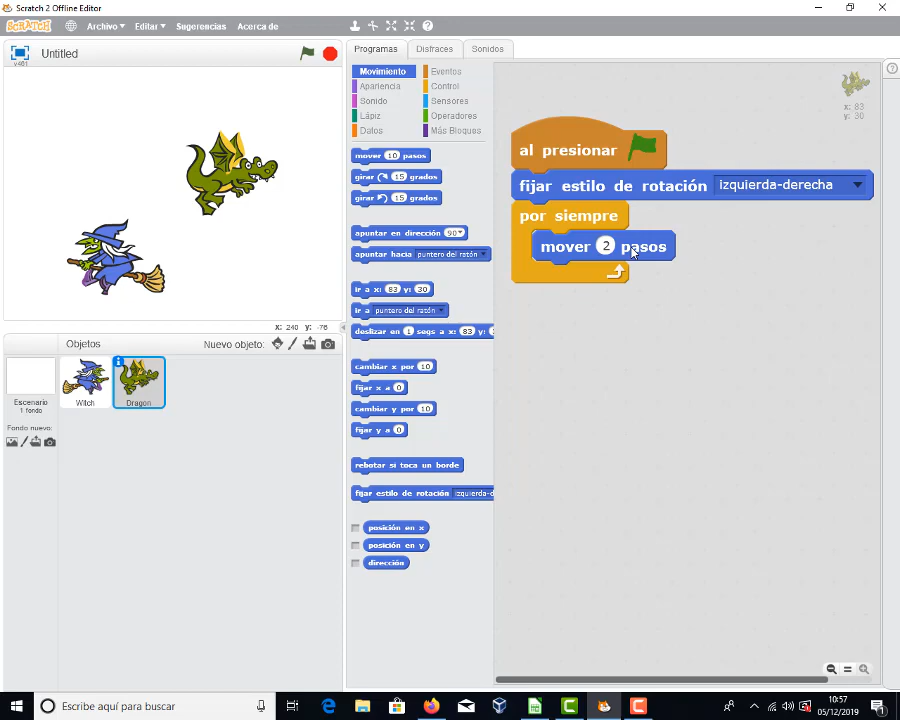 Scratch 2 Offline Editor
SCRATCH Archivo Editar Sugerencias Acerca de
Untitled
v461
Programas Disfraces Sonidos
Movimiento Eventos
Apariencia Control
Sonido Sensores
Lápiz Operadores
Datos Más Bloques
mover 10 pasos
girar 15 grados
girar 15 grados
apuntar en dirección 90
apuntar hacia puntero del ratón
ir a x: 83 y: 30
ir a puntero del ratón
deslizar en 1 segs a x: 83 y:
cambiar x por 10
fijar x a 0
cambiar y por 10
fijar y a 0
rebotar si toca un borde
fijar estilo de rotación izquierda-d
posición en x
posición en y
dirección
x: 83
y: 30
al presionar
fijar estilo de rotación izquierda-derecha
por siempre
mover 2 pasos
x: 240 y: -76
Objetos Nuevo objeto:
Escenario
1 fondo
Fondo nuevo:
Witch
Dragon
Escribe aquí para buscar
10:57
05/12/2019
1